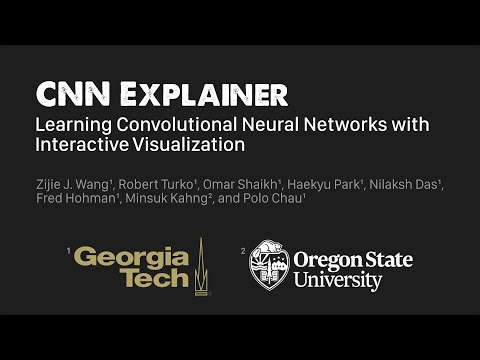 CNN EXPLAINER
Learning Convolutional Neural Networks with
Interactive Visualization
Zijie J. Wang¹, Robert Turko¹, Omar Shaikh¹, Haekyu Park¹, Nilaksh Das¹,
Fred Hohman¹, Minsuk Kahng², and Polo Chau¹
1 Georgia
Tech
2 Oregon State
University